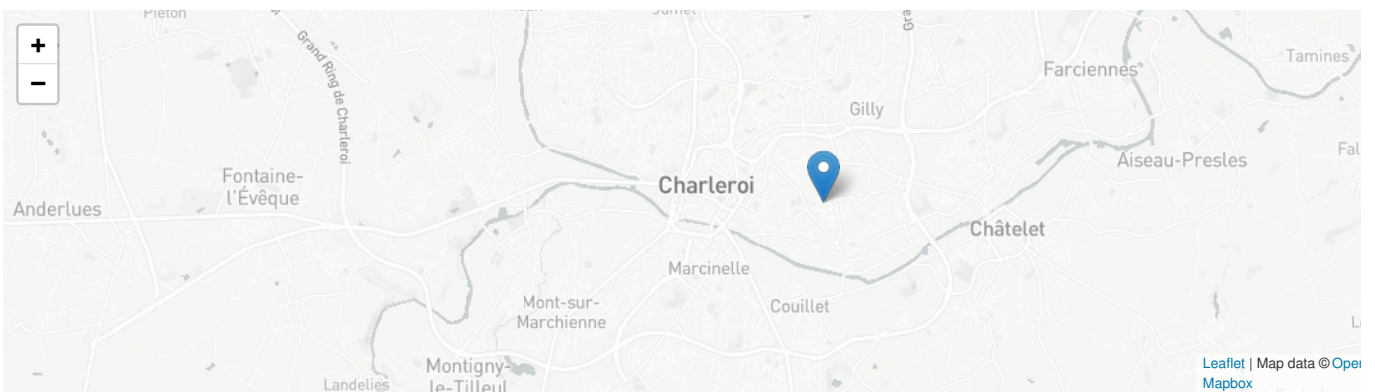 Piéton
+
−
Grand Ring de Charleroi
Farciennes
Tamines
Gilly
Aiseau-Presles
Fontaine-
l'Évêque
Charleroi
Anderlues
Châtelet
Marcinelle
Couillet
Mont-sur-
Marchienne
Montigny-
le-Tilleul
Landelies
Leaflet | Map data ©
Mapbox